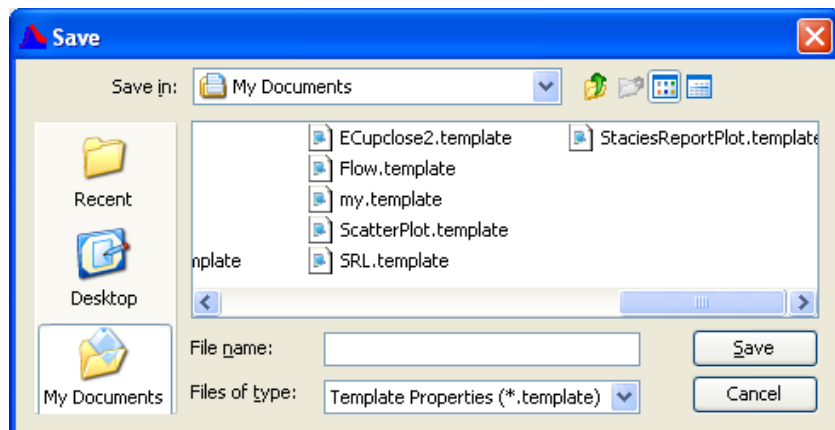 Save
Save in: My Documents
ECupclose2.template StaciesReportPlot.template
Flow.template
my.template
ScatterPlot.template
nplate SRL.template
Recent
Desktop
My Documents
File name: Save
Files of type: Template Properties (*.template) Cancel